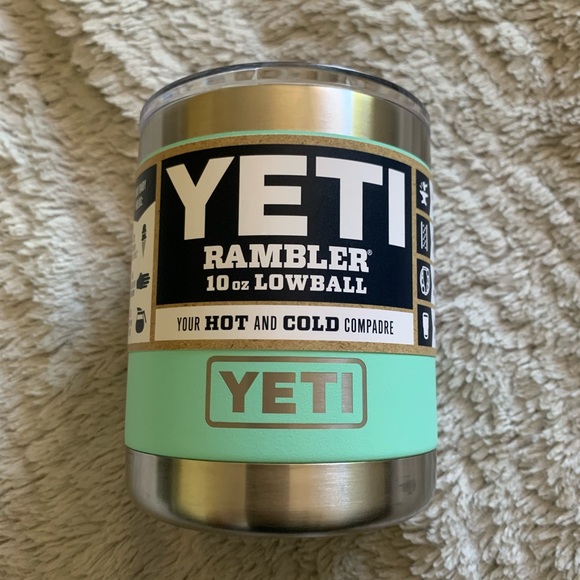 YETI
RAMBLER®
10 oz LOWBALL
YOUR HOT AND COLD COMPADRE
YETI